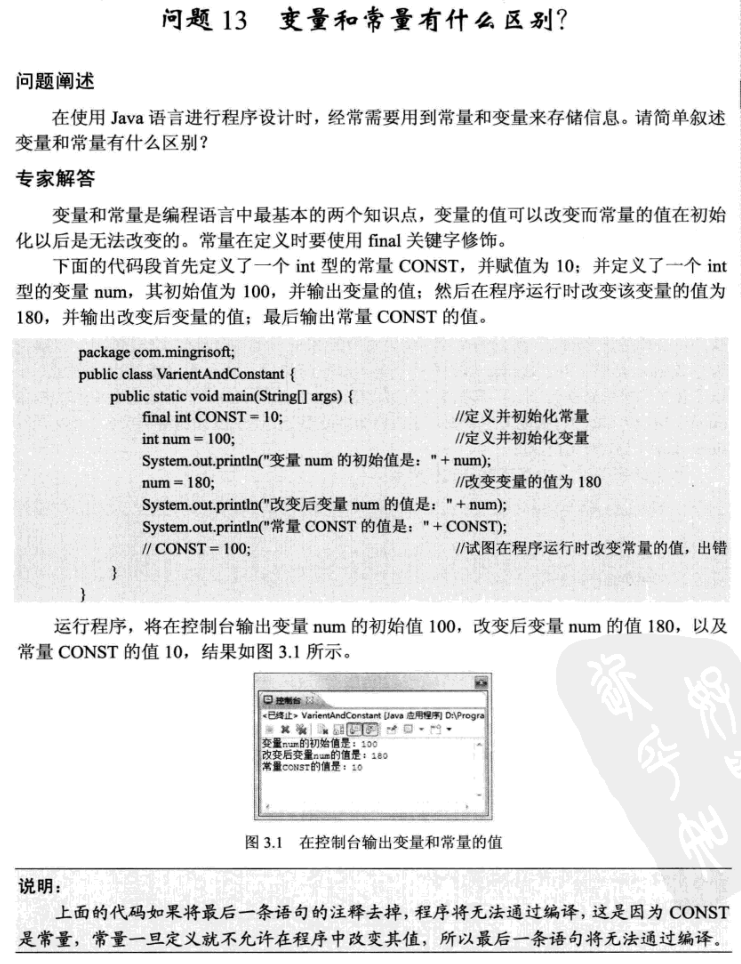 问题 13 变量和常量有什么区别?
问题阐述
在使用 Java 语言进行程序设计时，经常需要用到常量和变量来存储信息。请简单叙述
变量和常量有什么区别？
专家解答
变量和常量是编程语言中最基本的两个知识点，变量的值可以改变而常量的值在初始
化以后是无法改变的。常量在定义时要使用 final 关键字修饰。
下面的代码段首先定义了一个 int 型的常量 CONST，并赋值为 10；并定义了一个 int
型的变量 num，其初始值为 100，并输出变量的值；然后在程序运行时改变该变量的值为
180，并输出改变后变量的值；最后输出常量 CONST 的值。
package com.mingrisoft;
public class VarientAndConstant {
public static void main(String[] args) {
final int CONST = 10; //定义并初始化常量
int num = 100; //定义并初始化变量
System.out.println("变量 num 的初始值是：" + num);
num = 180; //改变变量的值为 180
System.out.println("改变后变量 num 的值是：" + num);
System.out.println("常量 CONST 的值是：" + CONST);
// CONST = 100; //试图在程序运行时改变常量的值，出错
}
}
运行程序，将在控制台输出变量 num 的初始值 100，改变后变量 num 的值 180，以及
常量 CONST 的值 10，结果如图 3.1 所示。
控制台
<已终止> VarientAndConstant [Java 应用程序] D:\Progra
变量num的初始值是：100
改变后变量num的值是：180
常量CONST的值是：10
图 3.1 在控制台输出变量和常量的值
说明：
上面的代码如果将最后一条语句的注释去掉，程序将无法通过编译，这是因为 CONST
是常量，常量一旦定义就不允许在程序中改变其值，所以最后一条语句将无法通过编译。